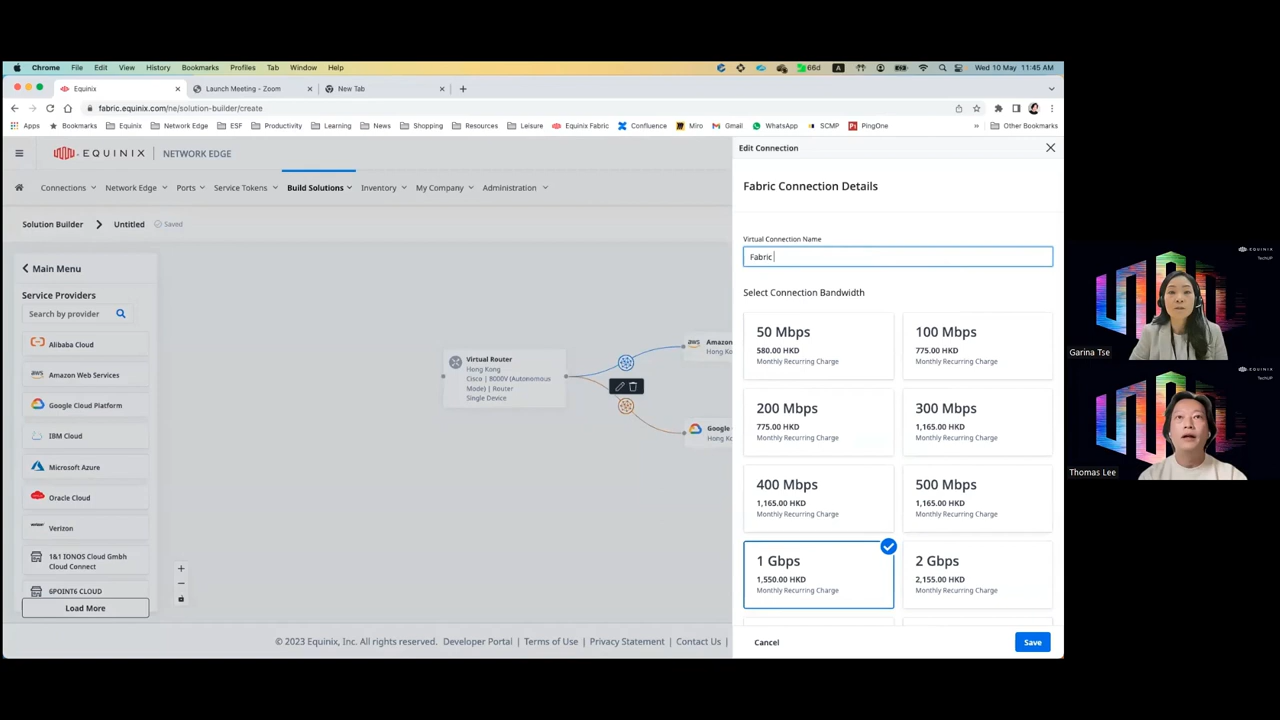 Chrome File Edit View History Bookmarks Profiles Tab Window Help
66d A Wed 10 May 11:45 AM
Equinix
Launch Meeting - Zoom
New Tab
fabric.equinix.com/ne/solution-builder/create
Apps Bookmarks Equinix Network Edge ESF Productivity Learning News Shopping Resources Leisure Equinix Fabric Confluence Miro Gmail WhatsApp SCMP PingOne » Other Bookmarks
EQUINIX | NETWORK EDGE
Connections Network Edge Ports Service Tokens Build Solutions Inventory My Company Administration
Solution Builder Untitled Saved
Main Menu
Service Providers
Search by provider
Alibaba Cloud
Amazon Web Services
Google Cloud Platform
IBM Cloud
Microsoft Azure
Oracle Cloud
Verizon
1&1 IONOS Cloud Gmbh
Cloud Connect
6POINT6 CLOUD
Load More
Virtual Router
Hong Kong
Cisco | 8000V (Autonomous
Mode) | Router
Single Device
aws Amazon
Hong Ko
Google
Hong Ko
© 2023 Equinix, Inc. All rights reserved. Developer Portal | Terms of Use | Privacy Statement | Contact Us |
Edit Connection
Fabric Connection Details
Virtual Connection Name
Fabric
Select Connection Bandwidth
50 Mbps
580.00 HKD
Monthly Recurring Charge
100 Mbps
775.00 HKD
Monthly Recurring Charge
200 Mbps
775.00 HKD
Monthly Recurring Charge
300 Mbps
1,165.00 HKD
Monthly Recurring Charge
400 Mbps
1,165.00 HKD
Monthly Recurring Charge
500 Mbps
1,165.00 HKD
Monthly Recurring Charge
1 Gbps
1,550.00 HKD
Monthly Recurring Charge
2 Gbps
2,155.00 HKD
Monthly Recurring Charge
Cancel Save
EQUINIX
TechUP
Garina Tse
EQUINIX
TechUP
Thomas Lee